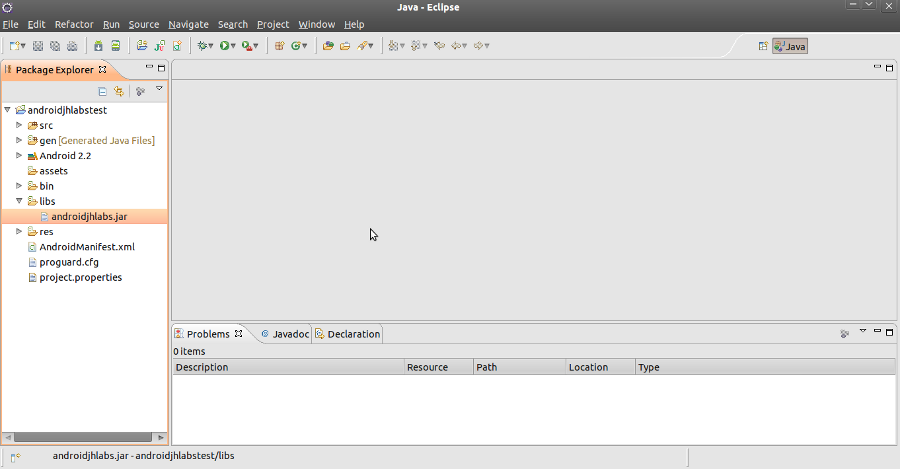 Java - Eclipse
File Edit Refactor Run Source Navigate Search Project Window Help
Java
Package Explorer
androidjhlabstest
src
gen [Generated Java Files]
Android 2.2
assets
bin
libs
androidjhlabs.jar
res
AndroidManifest.xml
proguard.cfg
project.properties
Problems Javadoc Declaration
0 items
Description Resource Path Location Type
androidjhlabs.jar - androidjhlabstest/libs